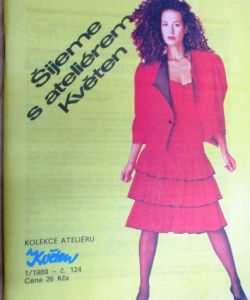 Šijeme
s ateliérem
Květen
KOLEKCE ATELIÉRU
Květen
1/1989 – č. 124
Cena 26 Kčs